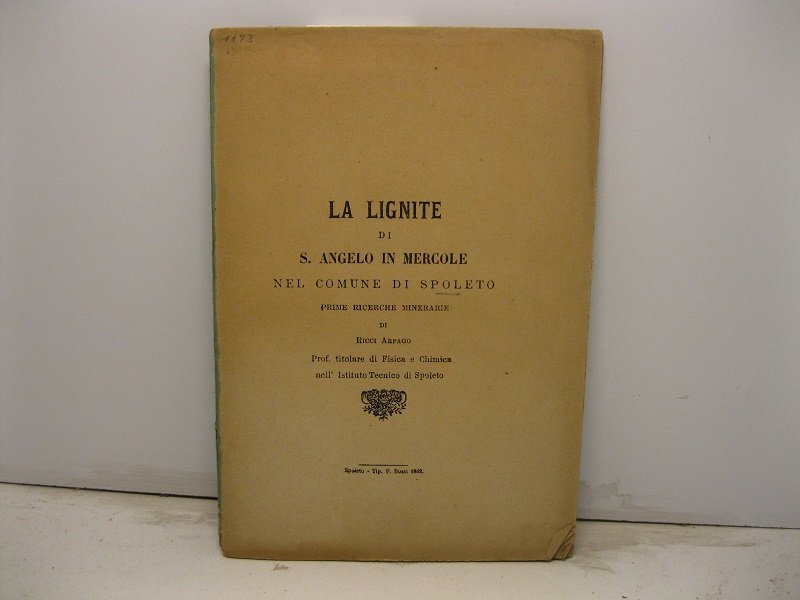 1173
LA LIGNITE
DI
S. ANGELO IN MERCOLE
NEL COMUNE DI SPOLETO
PRIME RICERCHE MINERARIE
DI
RICCI ARPAGO
Prof. titolare di Fisica e Chimica
nell' Istituto Tecnico di Spoleto
Spoleto - Tip. P.